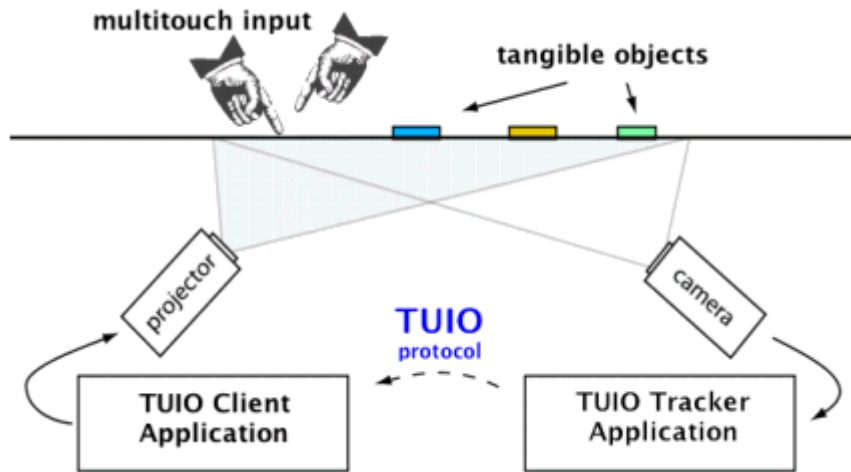 multitouch input
tangible objects
projector
camera
TUIO
protocol
TUIO Client
Application
TUIO Tracker
Application